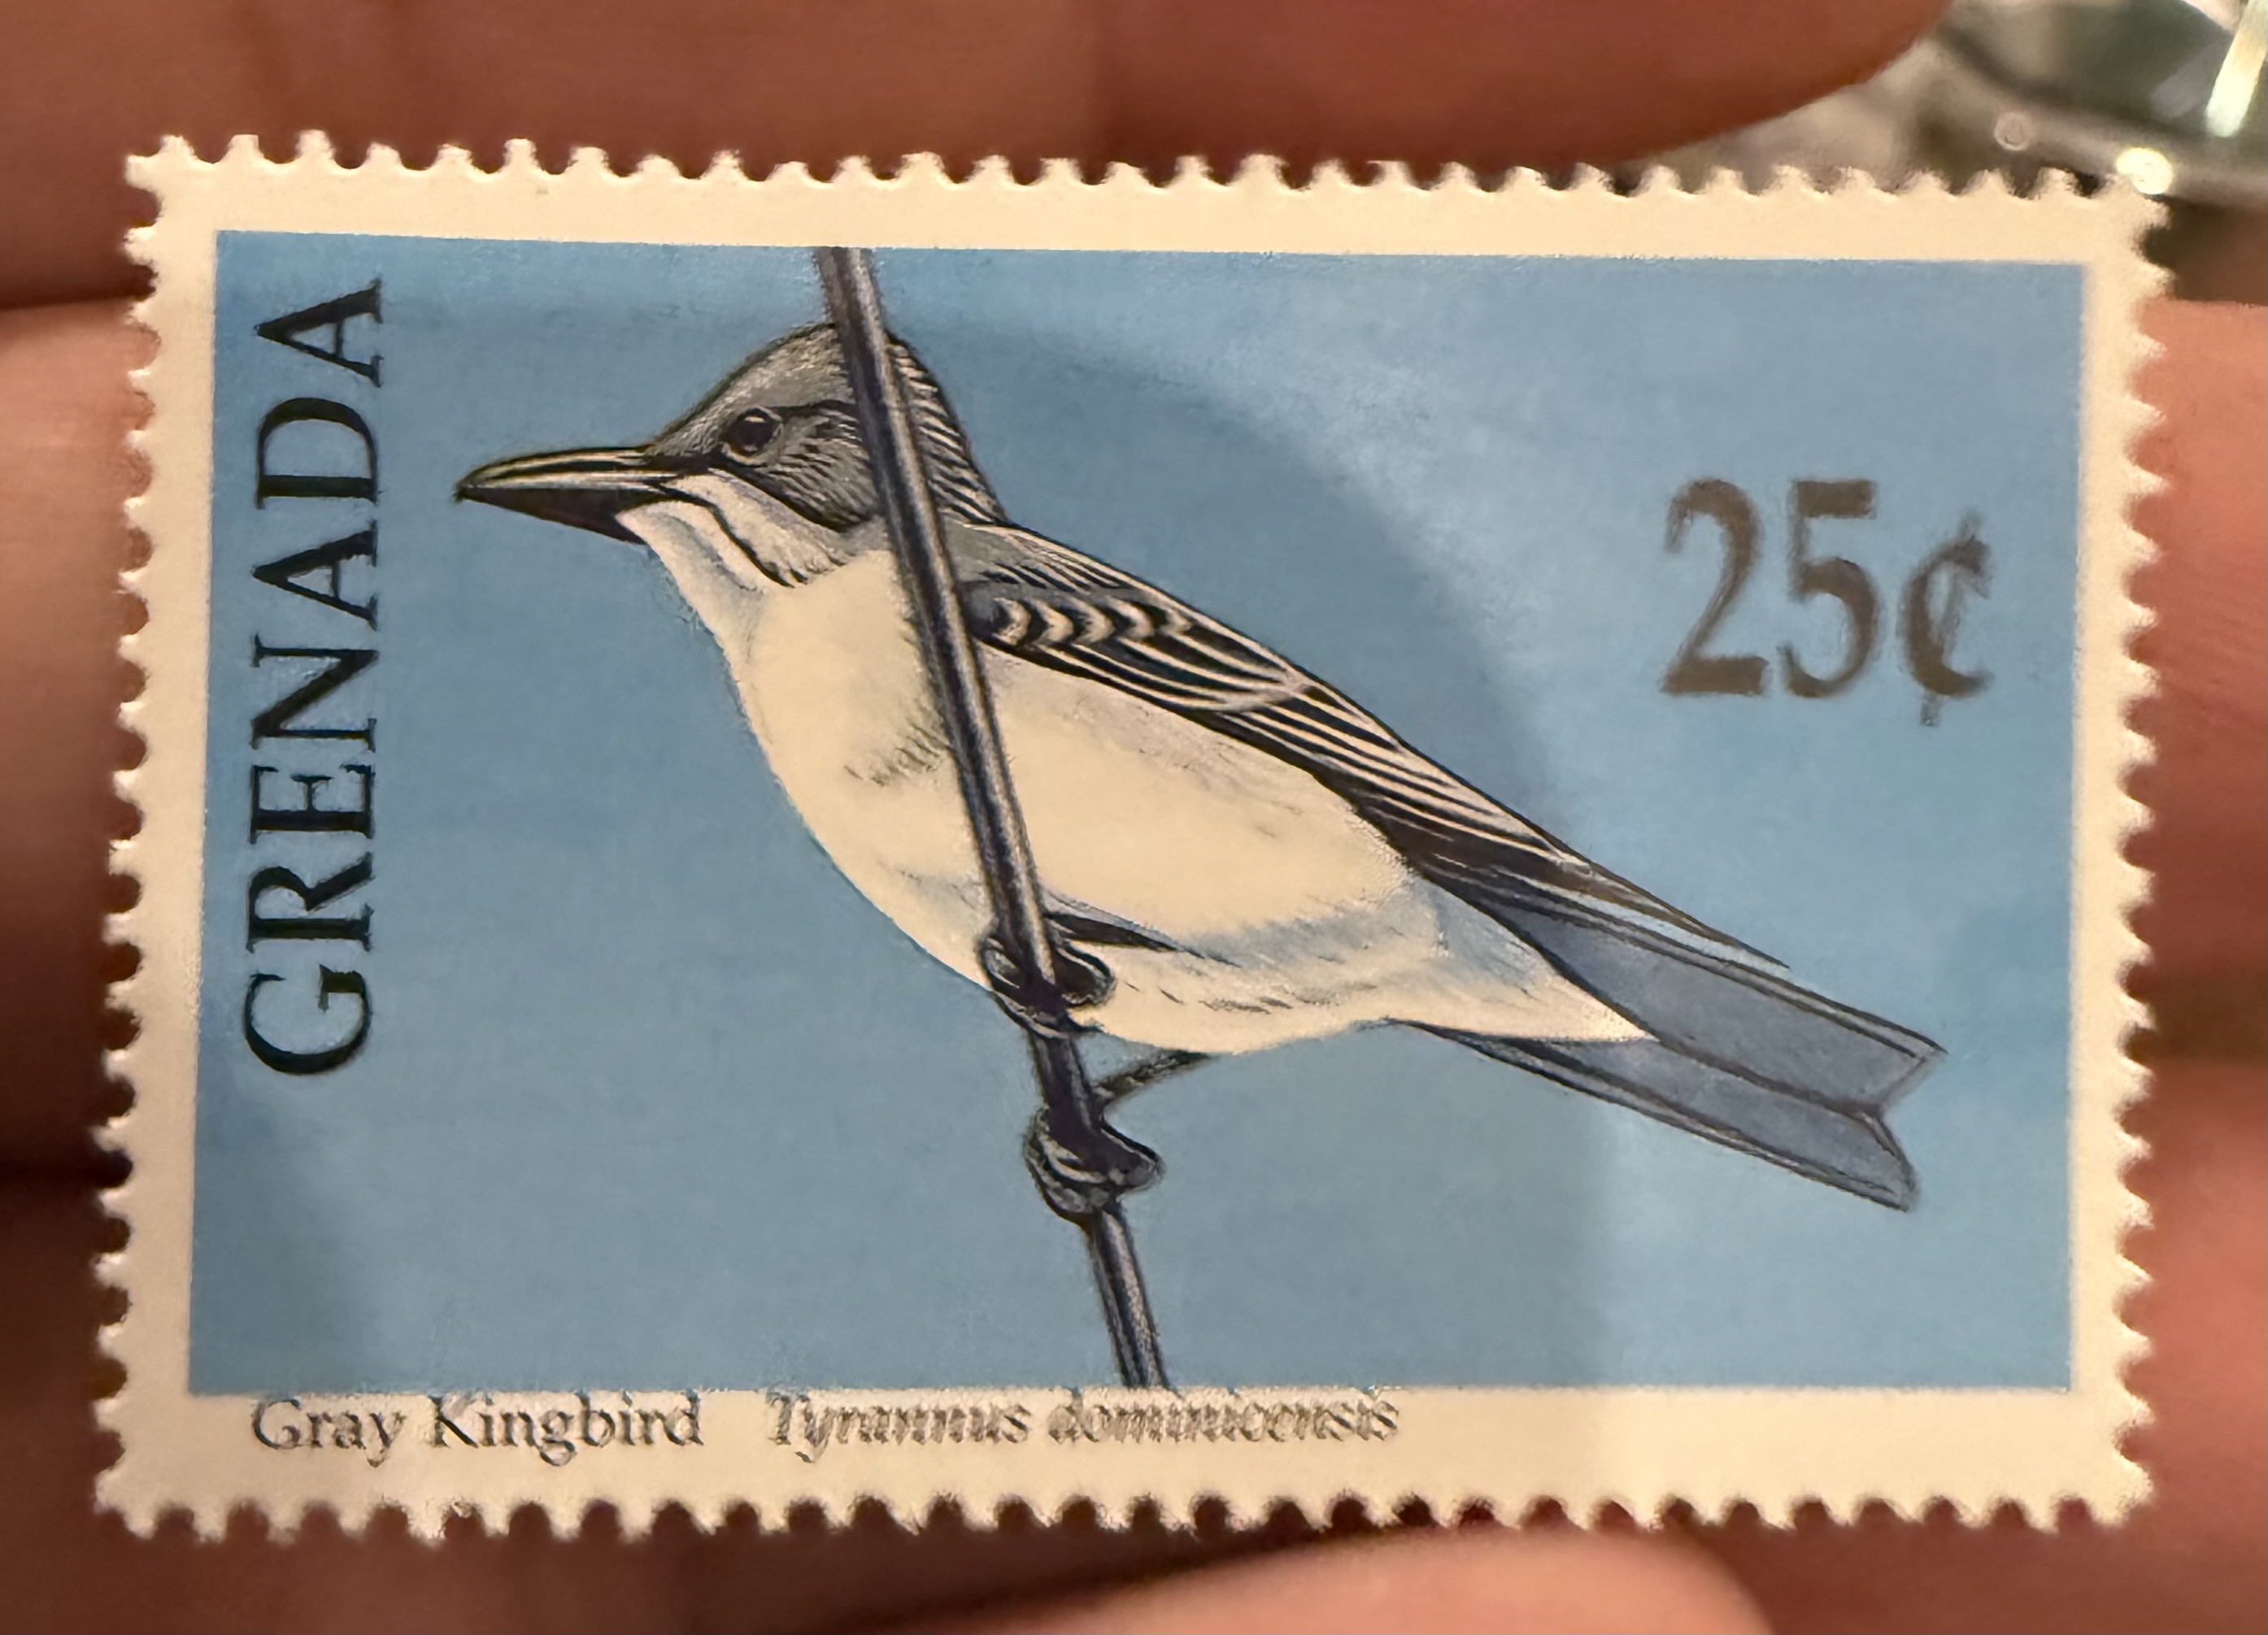 GRENADA
25¢
Gray Kingbird Tyrannus dominicensis